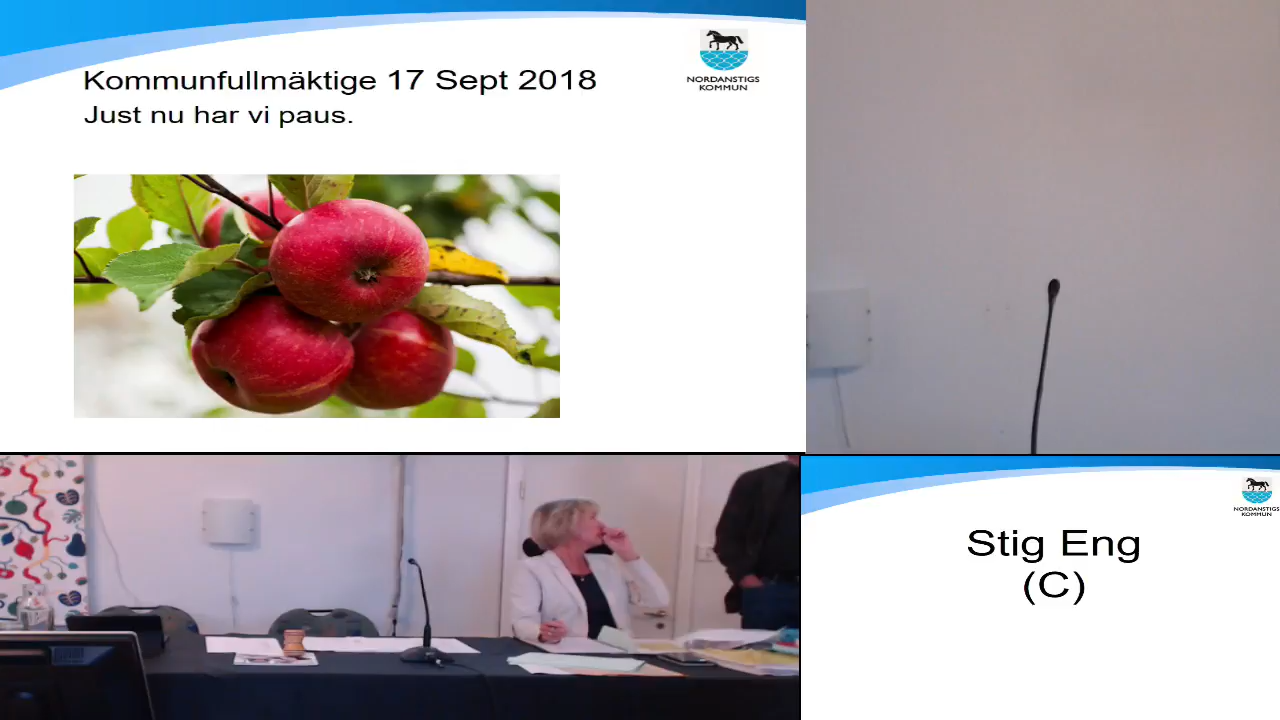 Kommunfullmäktige 17 Sept 2018
Just nu har vi paus.
NORDANSTIGS
KOMMUN
NORDANSTIGS
KOMMUN
Stig Eng
(C)